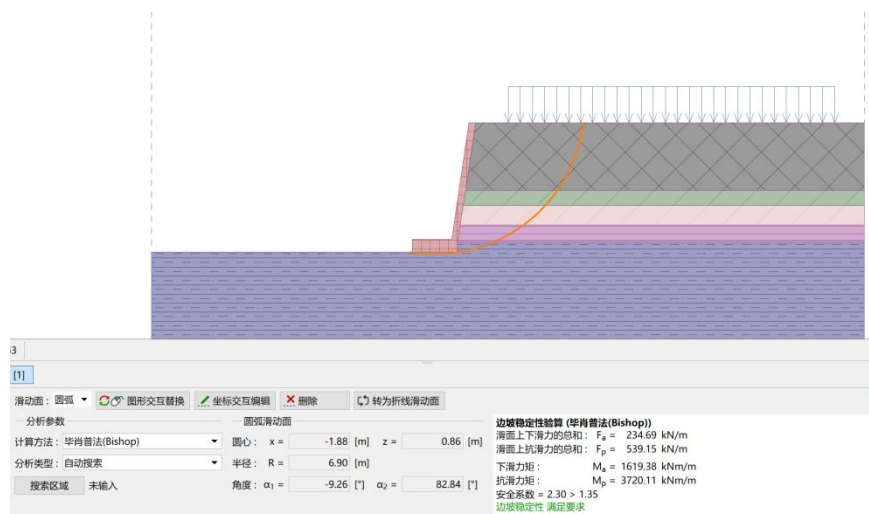 [1]
滑动面: 圆弧 图形交互替换 坐标交互编辑 删除 转为折线滑动面
分析参数
计算方法: 毕肖普法(Bishop)
分析类型: 自动搜索
搜索区域 未输入
圆弧滑动面
圆心: x = -1.88 [m] z = 0.86 [m]
半径: R = 6.90 [m]
角度: α1 = -9.26 [°] α2 = 82.84 [°]
边坡稳定性验算 (毕肖普法(Bishop))
滑面上下滑力的总和: Fa = 234.69 kN/m
滑面上抗滑力的总和: Fp = 539.15 kN/m
下滑力矩: Ma = 1619.38 kNm/m
抗滑力矩: Mp = 3720.11 kNm/m
安全系数 = 2.30 > 1.35
边坡稳定性 满足要求